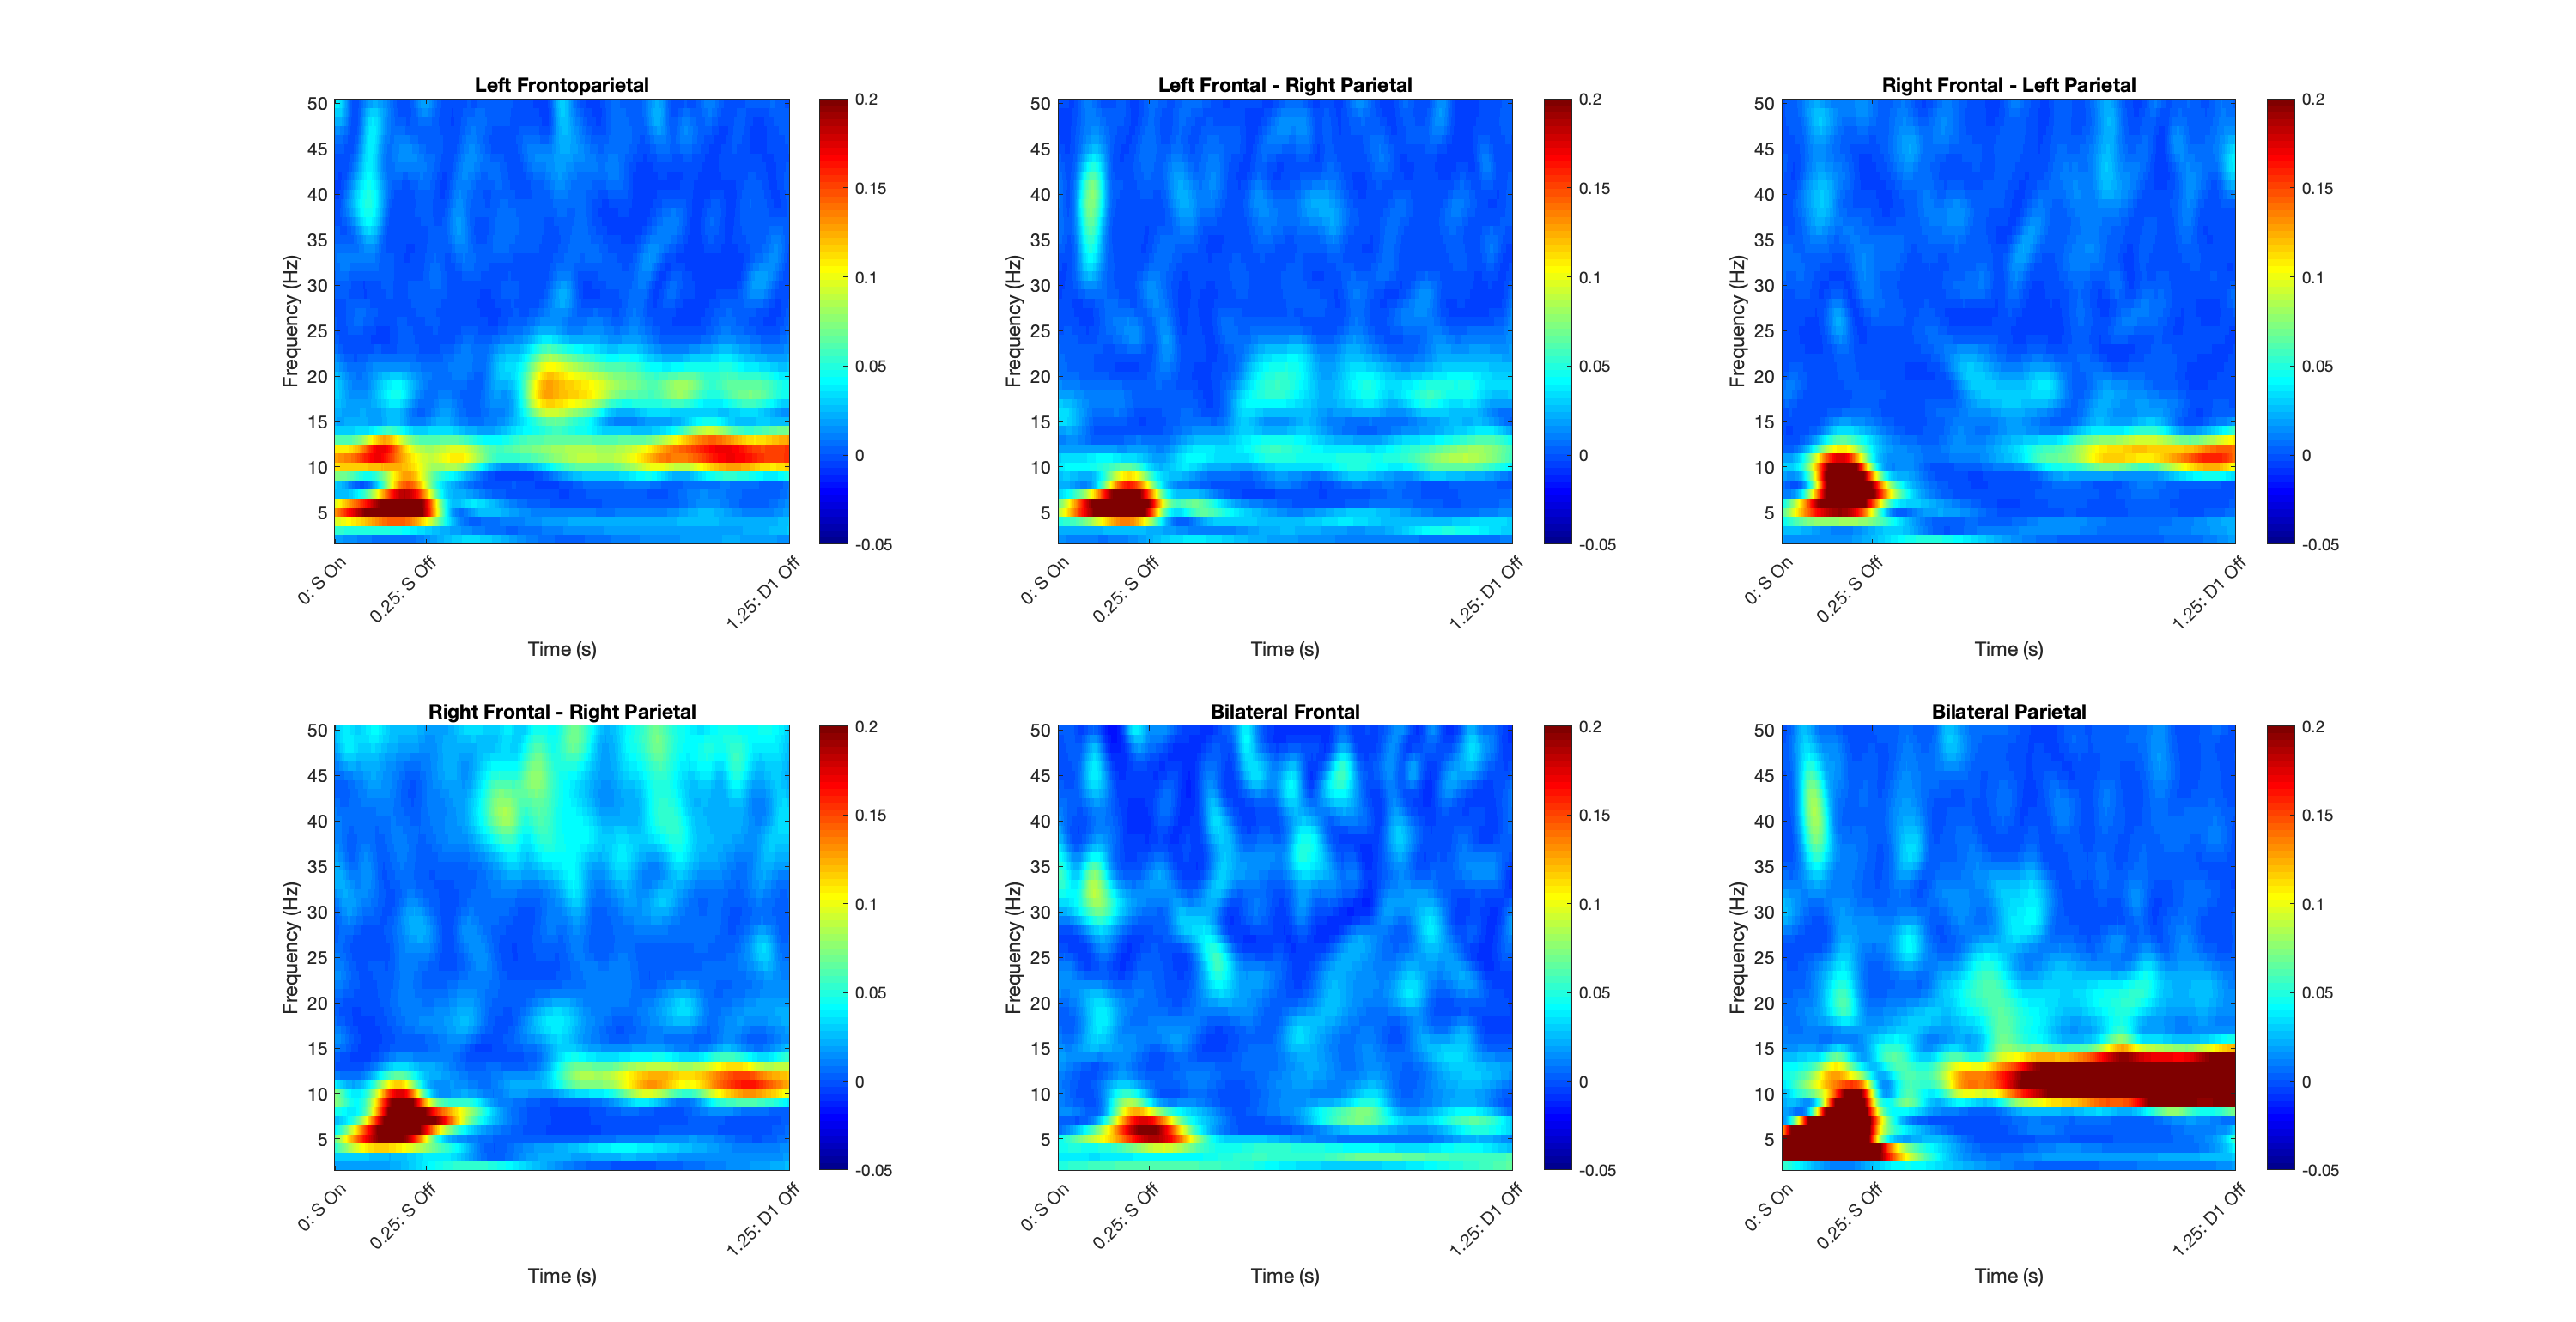 Left Frontoparietal
50
45
40
35
30
25
20
15
10
5
Frequency (Hz)
0: S On
0.25: S Off
1.25: D1 Off
Time (s)
0.2
0.15
0.1
0.05
0
-0.05
Left Frontal - Right Parietal
50
45
40
35
30
25
20
15
10
5
Frequency (Hz)
0: S On
0.25: S Off
1.25: D1 Off
Time (s)
0.2
0.15
0.1
0.05
0
-0.05
Right Frontal - Left Parietal
50
45
40
35
30
25
20
15
10
5
Frequency (Hz)
0: S On
0.25: S Off
1.25: D1 Off
Time (s)
0.2
0.15
0.1
0.05
0
-0.05
Right Frontal - Right Parietal
50
45
40
35
30
25
20
15
10
5
Frequency (Hz)
0: S On
0.25: S Off
1.25: D1 Off
Time (s)
0.2
0.15
0.1
0.05
0
-0.05
Bilateral Frontal
50
45
40
35
30
25
20
15
10
5
Frequency (Hz)
0: S On
0.25: S Off
1.25: D1 Off
Time (s)
0.2
0.15
0.1
0.05
0
-0.05
Bilateral Parietal
50
45
40
35
30
25
20
15
10
5
Frequency (Hz)
0: S On
0.25: S Off
1.25: D1 Off
Time (s)
0.2
0.15
0.1
0.05
0
-0.05